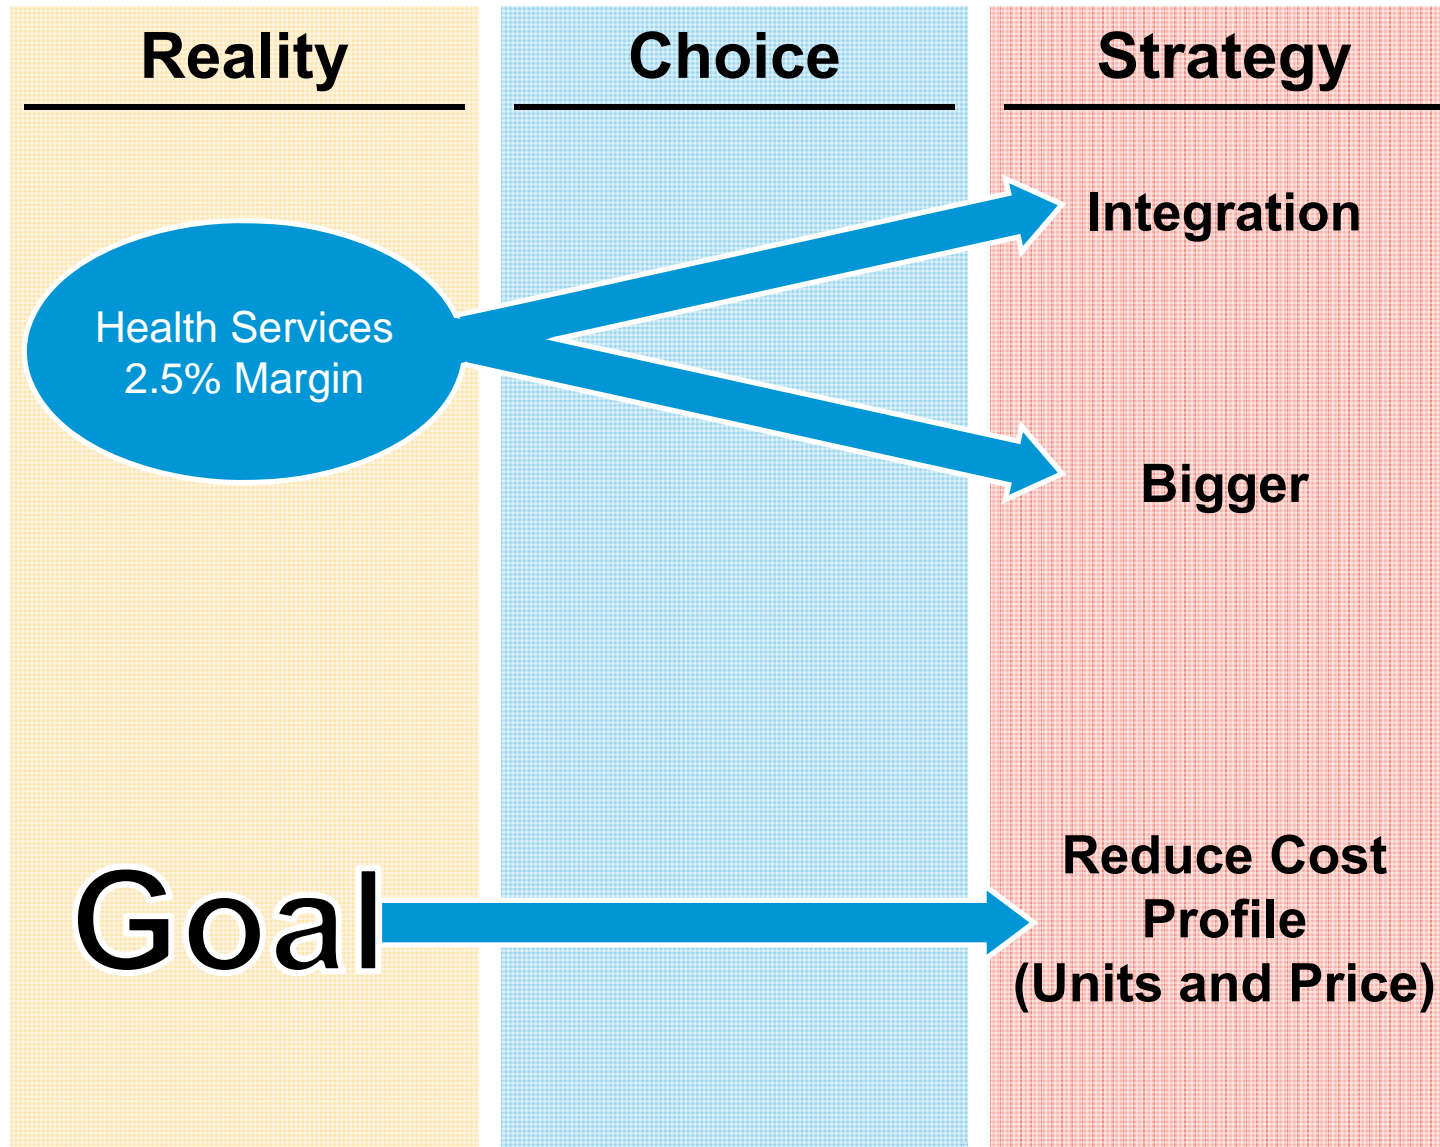 Reality
Choice
Strategy
Integration
Health Services
2.5% Margin
Bigger
Goal
Reduce Cost
Profile
(Units and Price)